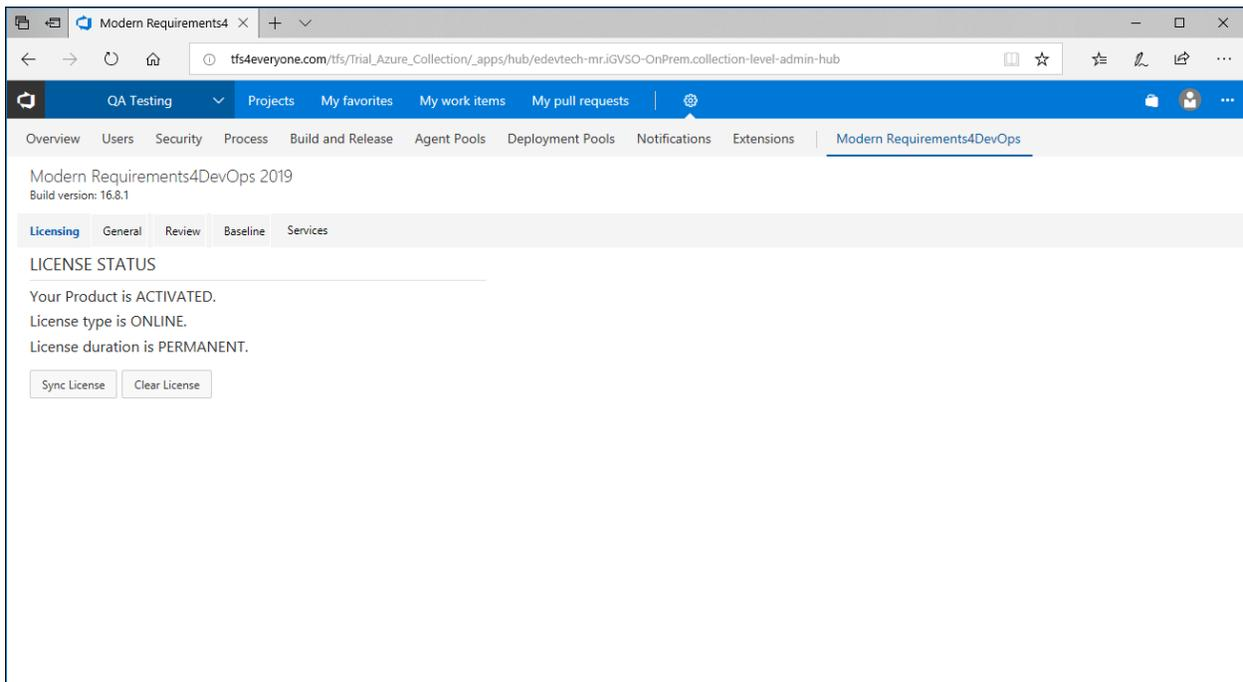 Modern Requirements4
tfs4everyone.com/tfs/Trial_Azure_Collection/_apps/hub/edevtech-mr.iGVSO-OnPrem.collection-level-admin-hub
QA Testing Projects My favorites My work items My pull requests
Overview Users Security Process Build and Release Agent Pools Deployment Pools Notifications Extensions Modern Requirements4DevOps
Modern Requirements4DevOps 2019
Build version: 16.8.1
Licensing General Review Baseline Services
LICENSE STATUS
Your Product is ACTIVATED.
License type is ONLINE.
License duration is PERMANENT.
Sync License Clear License